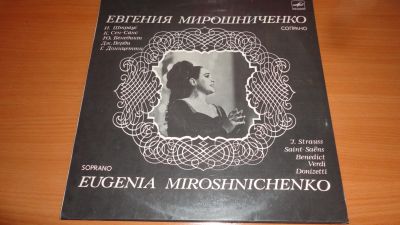 ЕВГЕНИЯ МИРОШНИЧЕНКО
СОПРАНО
И. Штраус
К. Сен-Санс
Ю. Бенедикт
Дж. Верди
Г. Доницетти
J. Strauss
Saint-Saëns
Benedict
Verdi
Donizetti
SOPRANO
EUGENIA MIROSHNICHENKO